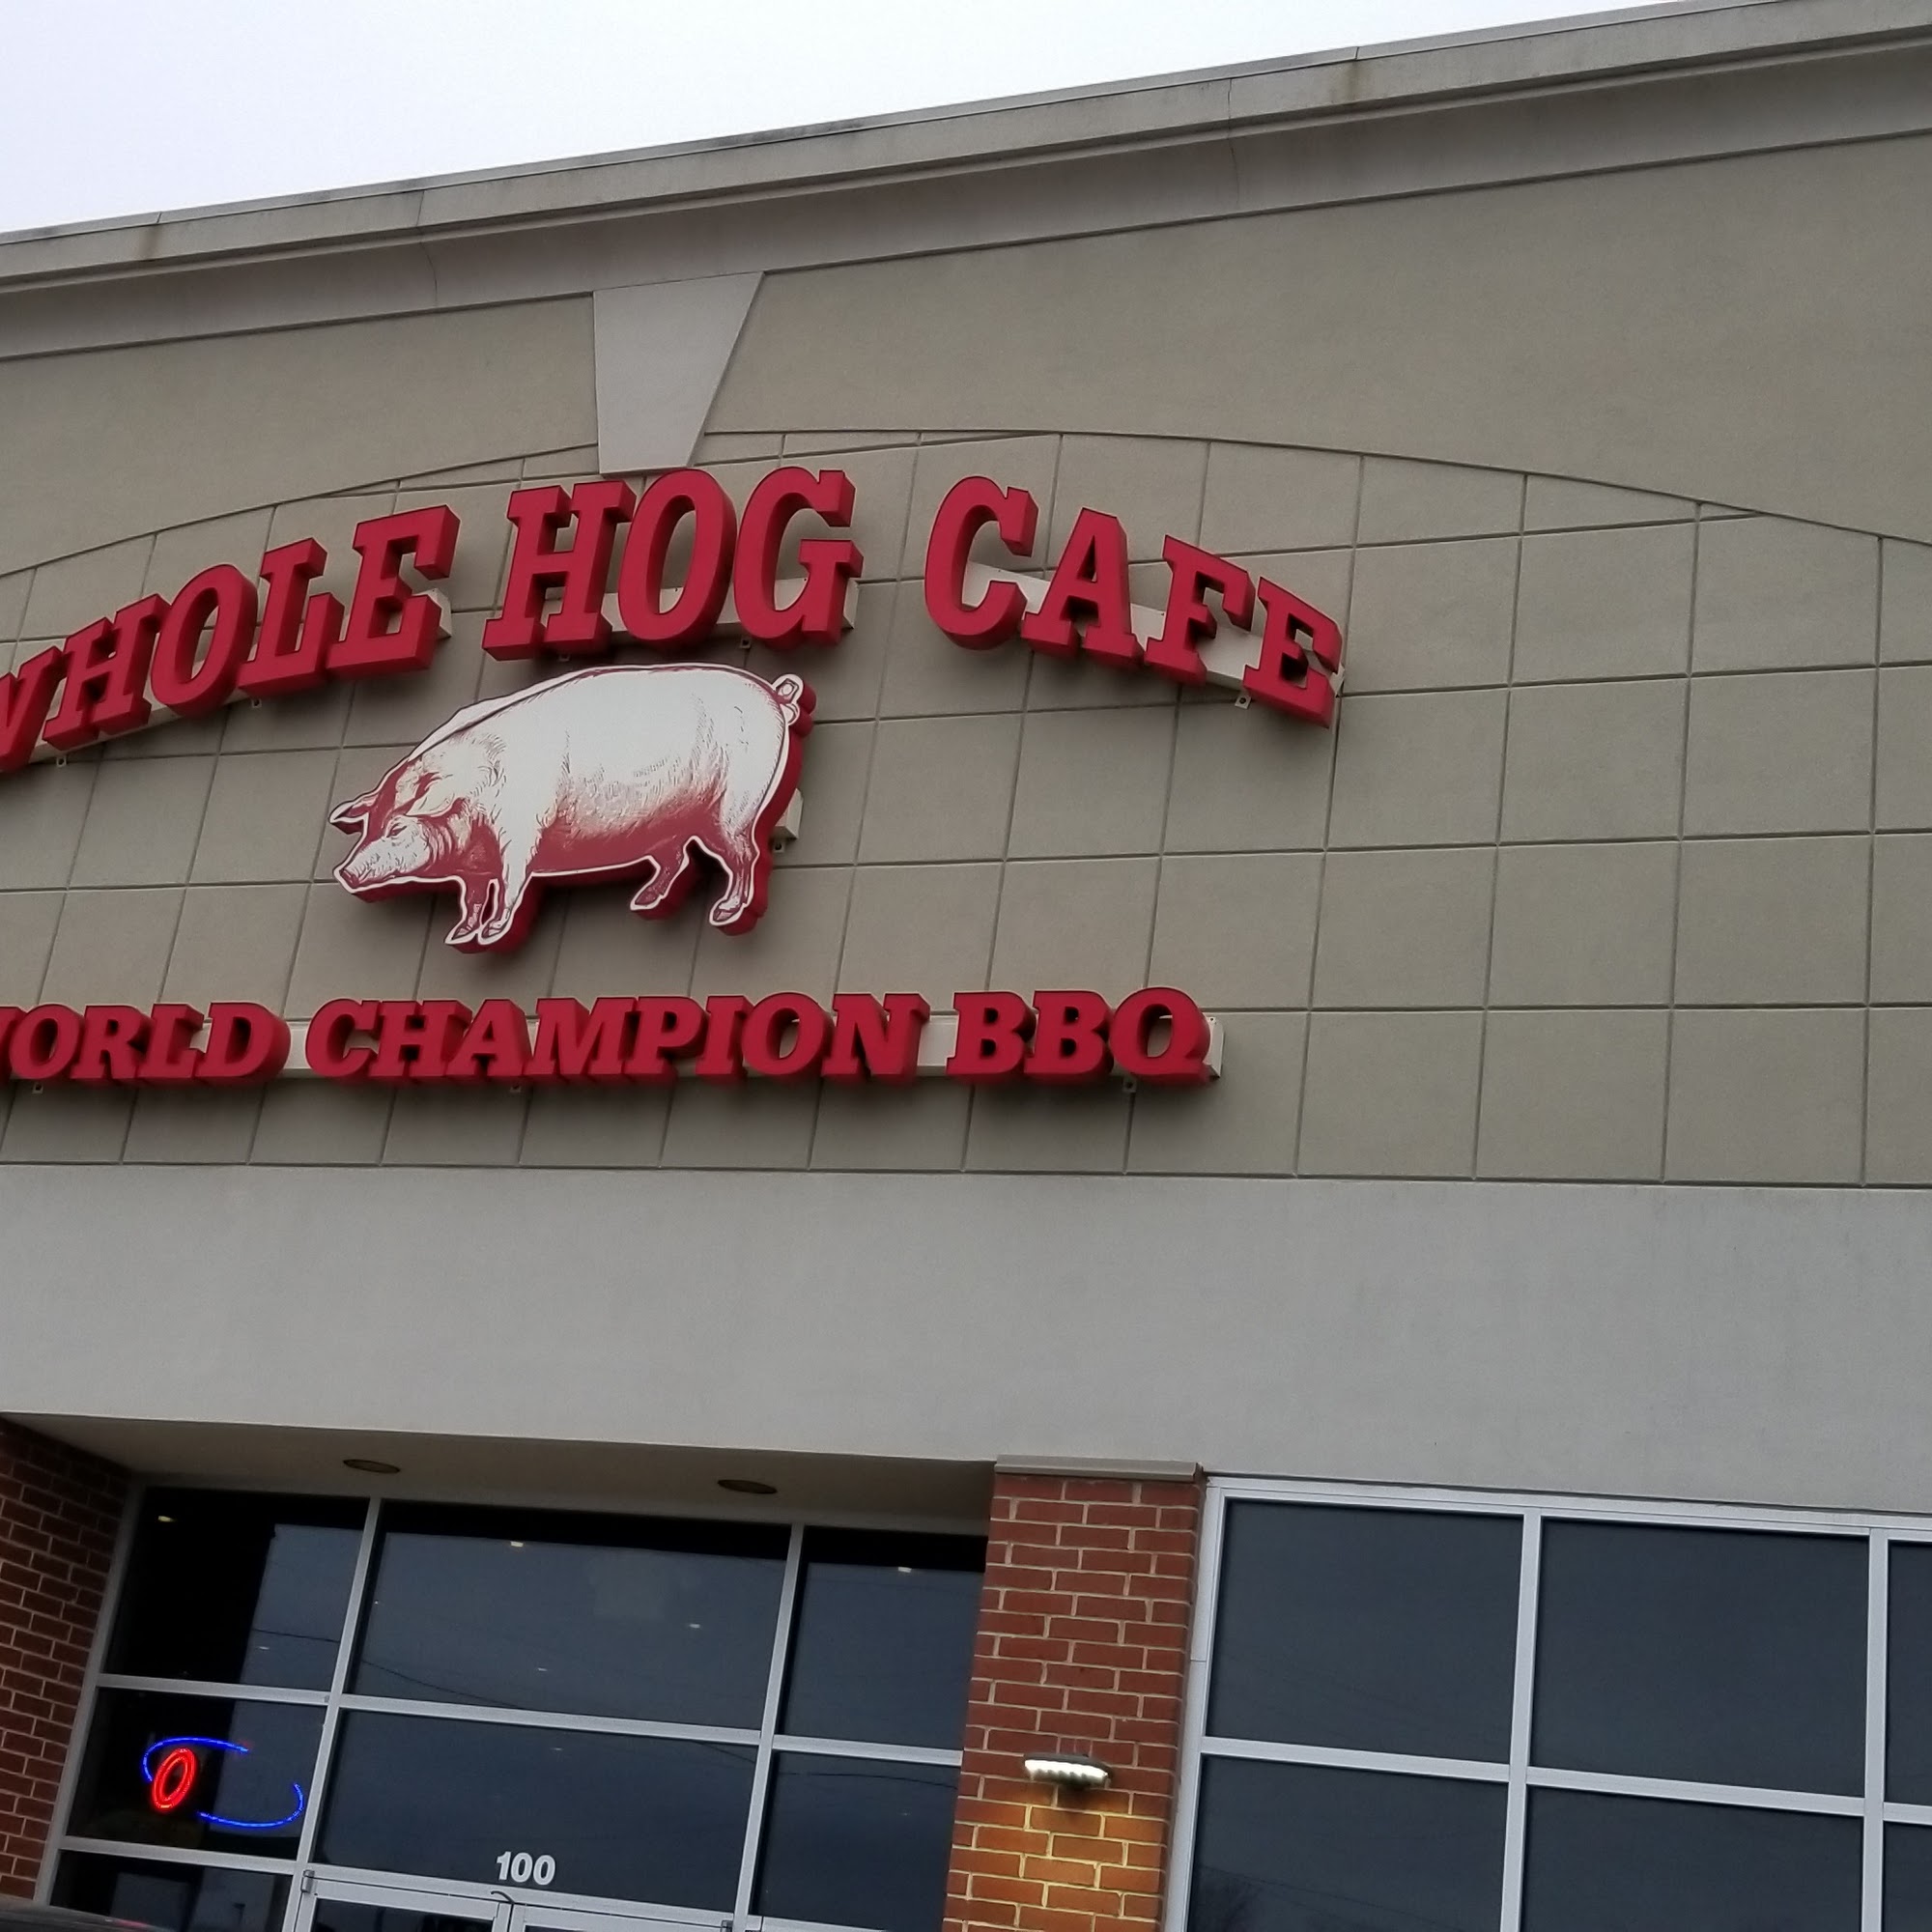 WHOLE HOG CAFE
WORLD CHAMPION BBQ
O
100